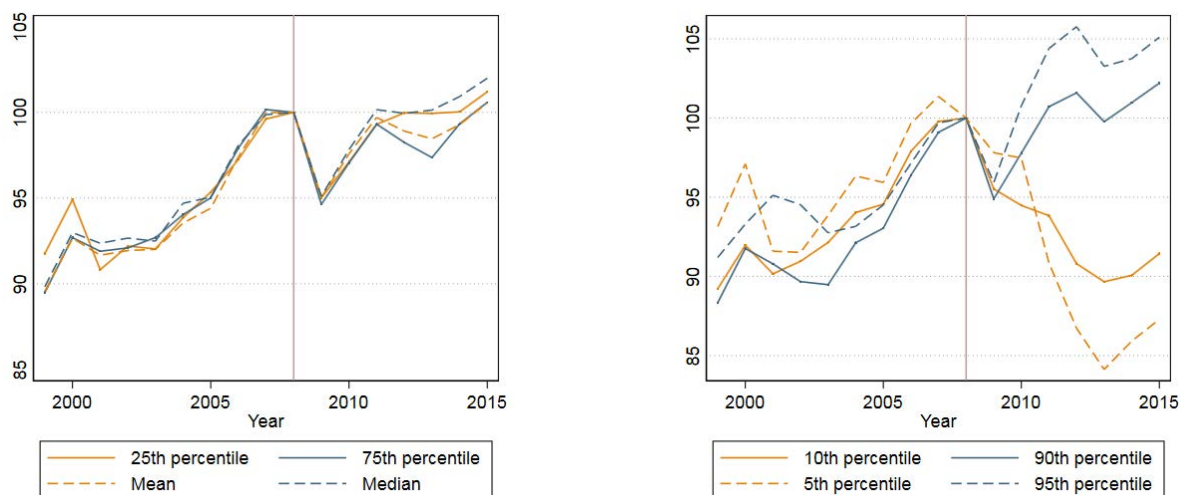 105
100
95
90
85
2000
2005
2010
2015
Year
25th percentile
75th percentile
Mean
Median
105
100
95
90
85
2000
2005
2010
2015
Year
10th percentile
90th percentile
5th percentile
95th percentile